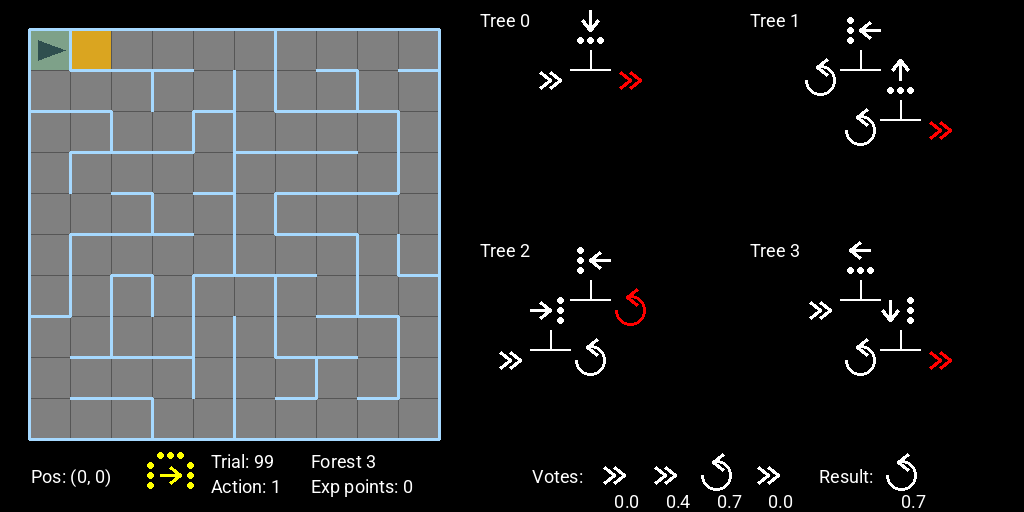 Tree 0
Tree 1
Tree 2
Tree 3
Pos: (0, 0)
Trial: 99
Forest 3
Action: 1
Exp points: 0
Votes:
Result:
0.0
0.4
0.7
0.0
0.7